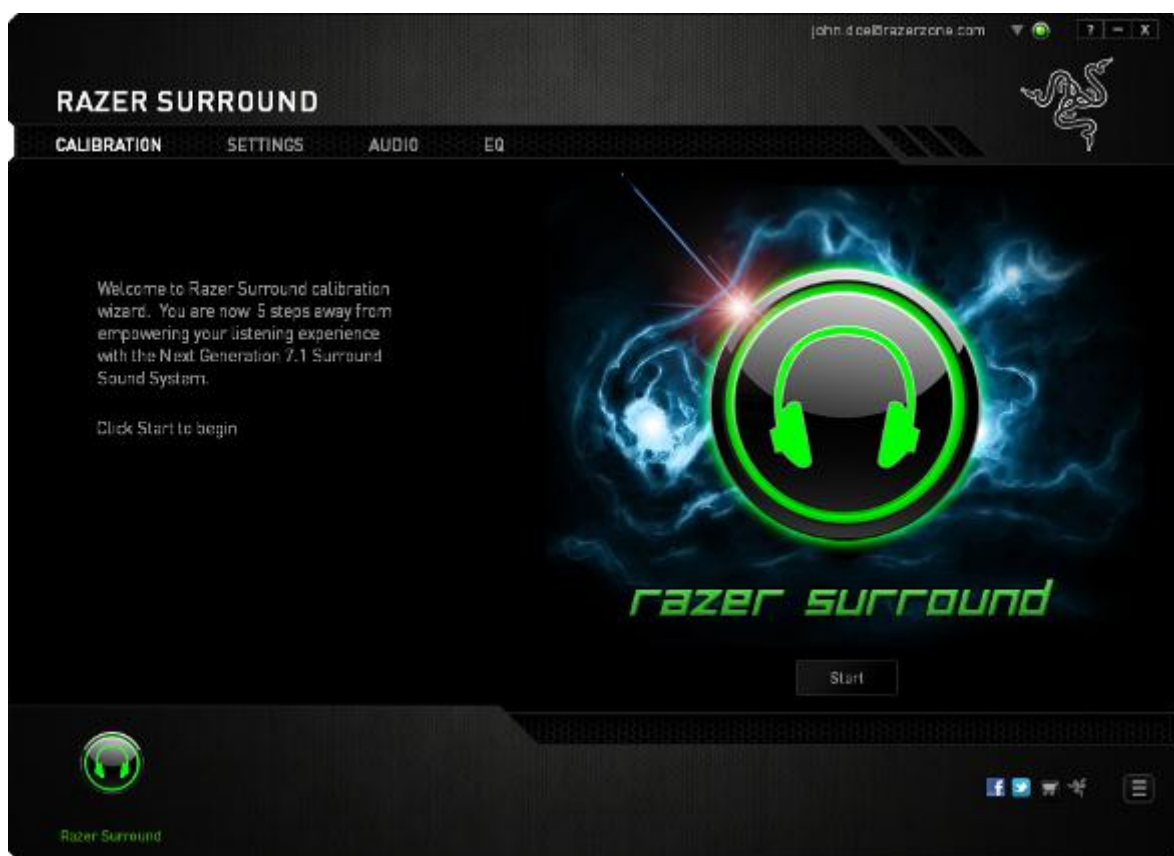 john.doe@razerzone.com
? - X
RAZER SURROUND
CALIBRATION SETTINGS AUDIO EQ
Welcome to Razer Surround calibration
wizard. You are now 5 steps away from
empowering your listening experience
with the Next Generation 7.1 Surround
Sound System.
Click Start to begin
razer surround
Start
f
Razer Surround